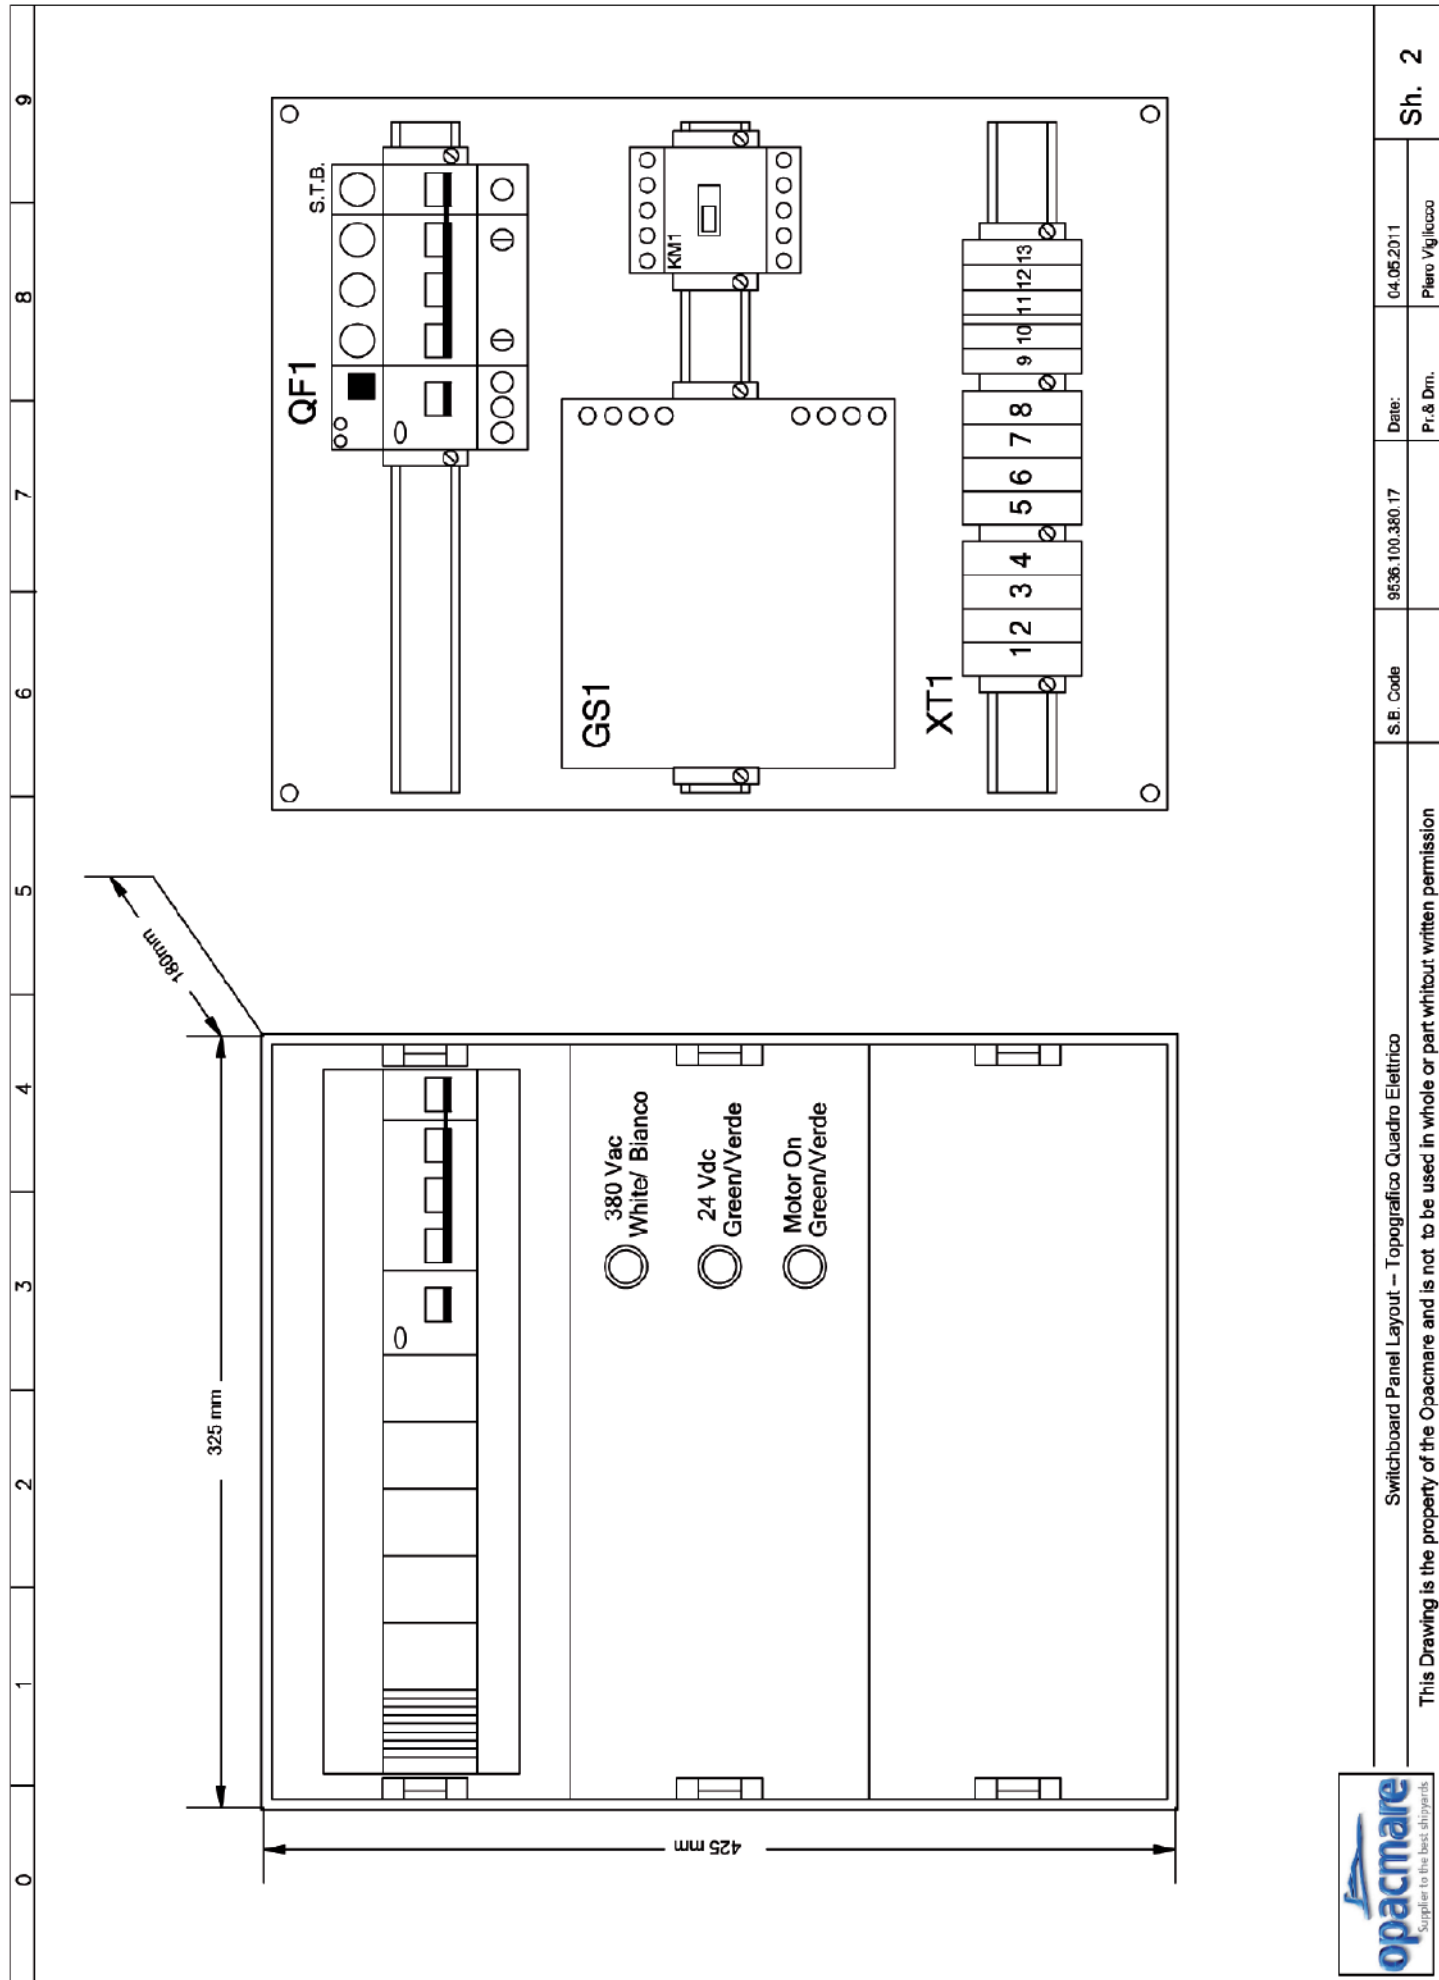 0 1 2 3 4 5 6 7 8 9
325 mm
180mm
425 mm
380 Vac
White/ Bianco
24 Vdc
Green/Verde
Motor On
Green/Verde
QF1
S.T.B.
GS1
KM1
XT1
1 2 3 4 5 6 7 8 9 10 11 12 13
opacmare
Supplier to the best shipyards
Switchboard Panel Layout -- Topografico Quadro Elettrico
This Drawing is the property of the Opacmare and is not to be used in whole or part whitout written permission
S.B. Code
9536.100.380.17
Date:
04.05.2011
Pr.& Drn.
Piero Vigliocco
Sh. 2